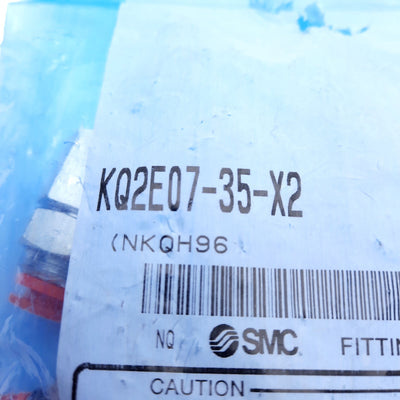 KQ2E07-35-X2
(NKQH96
NQ SMC FITTIN
CAUTION